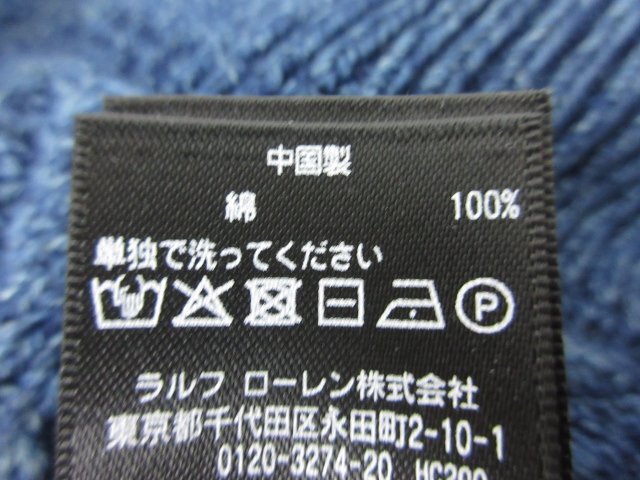 中国製
綿 100%
単独で洗ってください
P
ラルフ ローレン株式会社
東京都千代田区永田町2-10-1
0120-3274-20 HC200